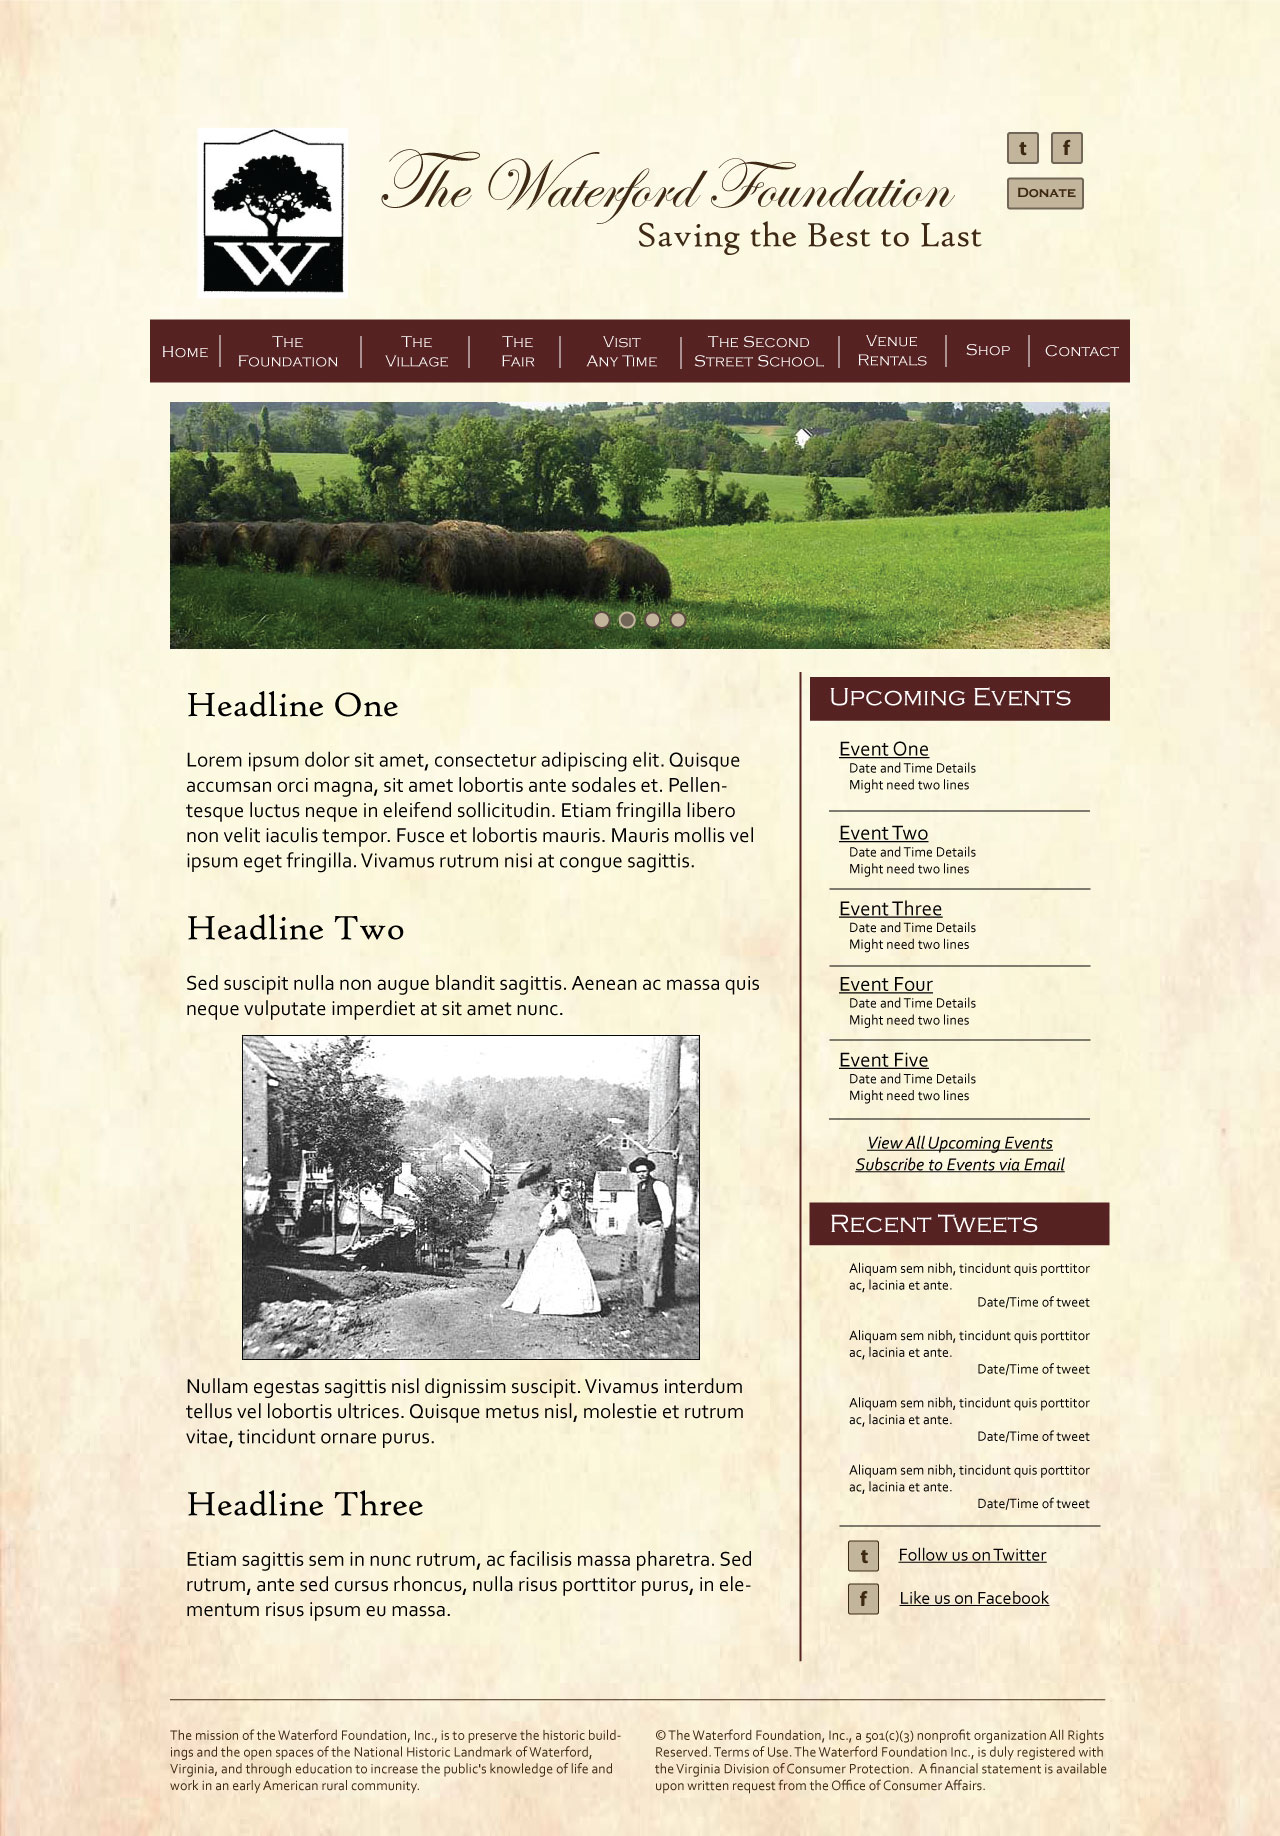 W
The Waterford Foundation
Saving the Best to Last
t f
Donate
Home
The
Foundation
The
Village
The
Fair
Visit
Any Time
The Second
Street School
Venue
Rentals
Shop
Contact
Headline One
Lorem ipsum dolor sit amet, consectetur adipiscing elit. Quisque
accumsan orci magna, sit amet lobortis ante sodales et. Pellen-
tesque luctus neque in eleifend sollicitudin. Etiam fringilla libero
non velit iaculis tempor. Fusce et lobortis mauris. Mauris mollis vel
ipsum eget fringilla. Vivamus rutrum nisi at congue sagittis.
Headline Two
Sed suscipit nulla non augue blandit sagittis. Aenean ac massa quis
neque vulputate imperdiet at sit amet nunc.
Nullam egestas sagittis nisl dignissim suscipit. Vivamus interdum
tellus vel lobortis ultrices. Quisque metus nisl, molestie et rutrum
vitae, tincidunt ornare purus.
Headline Three
Etiam sagittis sem in nunc rutrum, ac facilisis massa pharetra. Sed
rutrum, ante sed cursus rhoncus, nulla risus porttitor purus, in ele-
mentum risus ipsum eu massa.
Upcoming Events
Event One
Date and Time Details
Might need two lines
Event Two
Date and Time Details
Might need two lines
Event Three
Date and Time Details
Might need two lines
Event Four
Date and Time Details
Might need two lines
Event Five
Date and Time Details
Might need two lines
View All Upcoming Events
Subscribe to Events via Email
Recent Tweets
Aliquam sem nibh, tincidunt quis porttitor
ac, lacinia et ante.
Date/Time of tweet
Aliquam sem nibh, tincidunt quis porttitor
ac, lacinia et ante.
Date/Time of tweet
Aliquam sem nibh, tincidunt quis porttitor
ac, lacinia et ante.
Date/Time of tweet
Aliquam sem nibh, tincidunt quis porttitor
ac, lacinia et ante.
Date/Time of tweet
t Follow us on Twitter
f Like us on Facebook
The mission of the Waterford Foundation, Inc., is to preserve the historic build-
ings and the open spaces of the National Historic Landmark of Waterford,
Virginia, and through education to increase the public's knowledge of life and
work in an early American rural community.
© The Waterford Foundation, Inc., a 501(c)(3) nonprofit organization All Rights
Reserved. Terms of Use. The Waterford Foundation Inc., is duly registered with
the Virginia Division of Consumer Protection.  A financial statement is available
upon written request from the Office of Consumer Affairs.